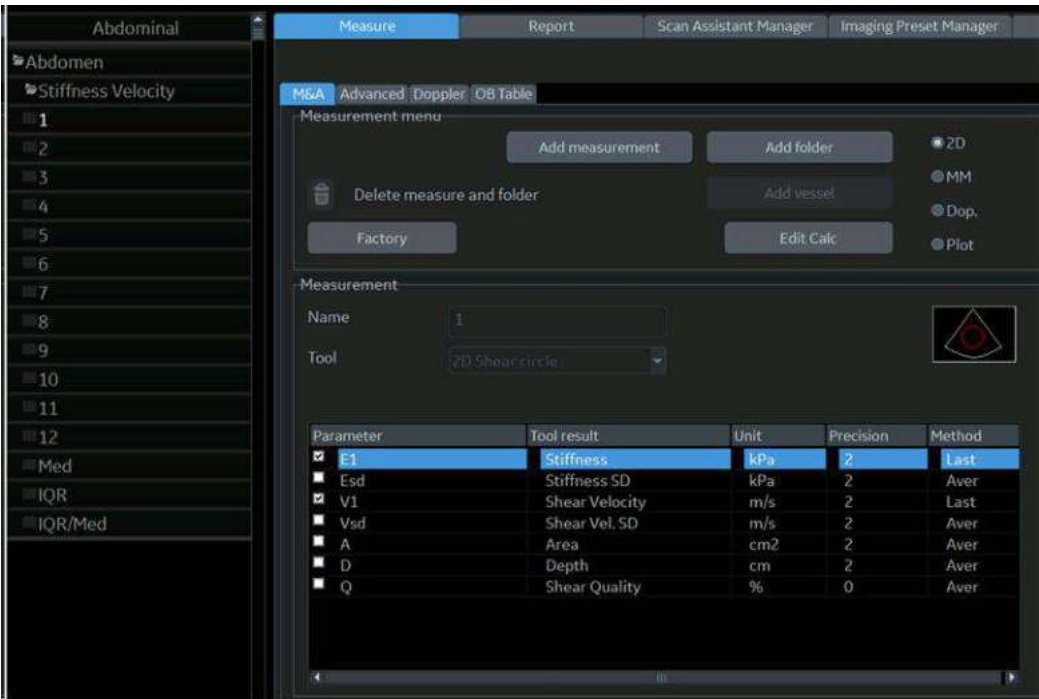 Abdominal
Abdomen
Stiffness Velocity
1
2
3
4
5
6
7
8
9
10
11
12
Med
IQR
IQR/Med
Measure Report Scan Assistant Manager Imaging Preset Manager
M&A Advanced Doppler OB Table
Measurement menu
Add measurement Add folder 2D
MM
Delete measure and folder Add vessel
Dop.
Factory Edit Calc
Plot
Measurement
Name 1
Tool 2D Shear circle
Parameter Tool result Unit Precision Method
E1 Stiffness kPa 2 Last
Esd Stiffness SD kPa 2 Aver
V1 Shear Velocity m/s 2 Last
Vsd Shear Vel. SD m/s 2 Aver
A Area cm2 2 Aver
D Depth cm 2 Aver
Q Shear Quality % 0 Aver